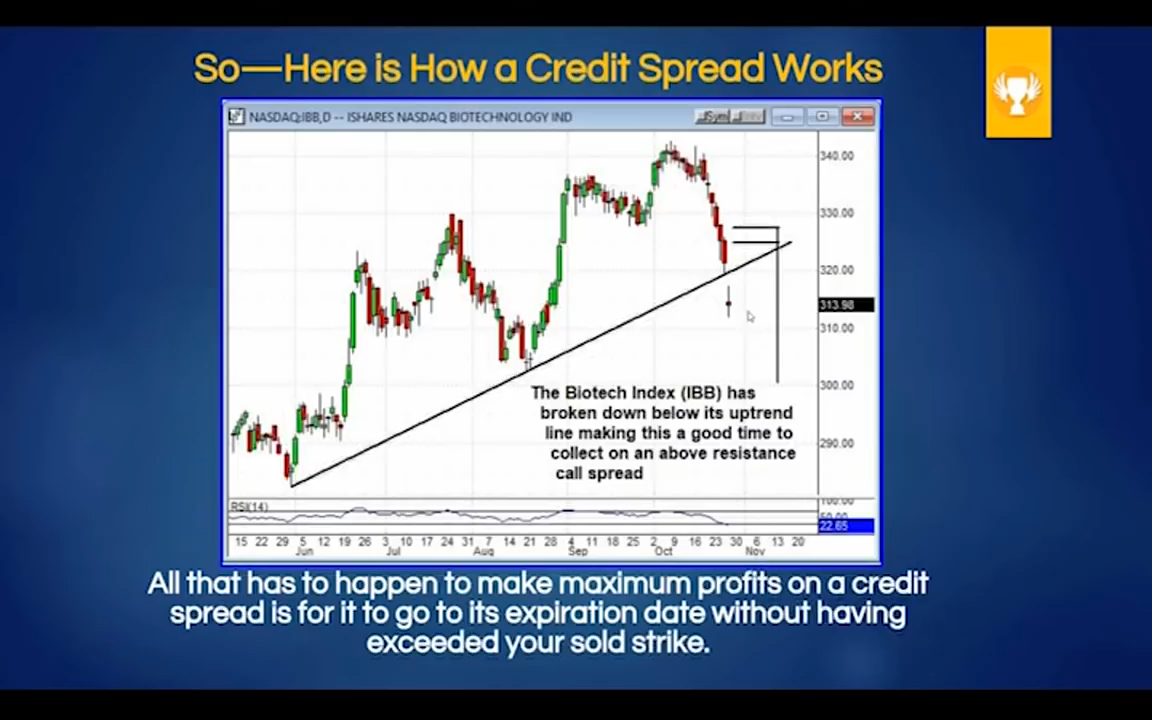 So—Here is How a Credit Spread Works
NASDAQ:IBB,D -- ISHARES NASDAQ BIOTECHNOLOGY IND
Sym
340.00
330.00
320.00
313.98
310.00
300.00
290.00
The Biotech Index (IBB) has
broken down below its uptrend
line making this a good time to
collect on an above resistance
call spread
RSI(14)
100.00
50.00
22.65
15 22 29 5 12 19 26 3 10 17 24 31 7 14 21 28 4 11 18 25 2 9 16 23 30 6 13 20
Jun Jul Aug Sep Oct Nov
All that has to happen to make maximum profits on a credit
spread is for it to go to its expiration date without having
exceeded your sold strike.